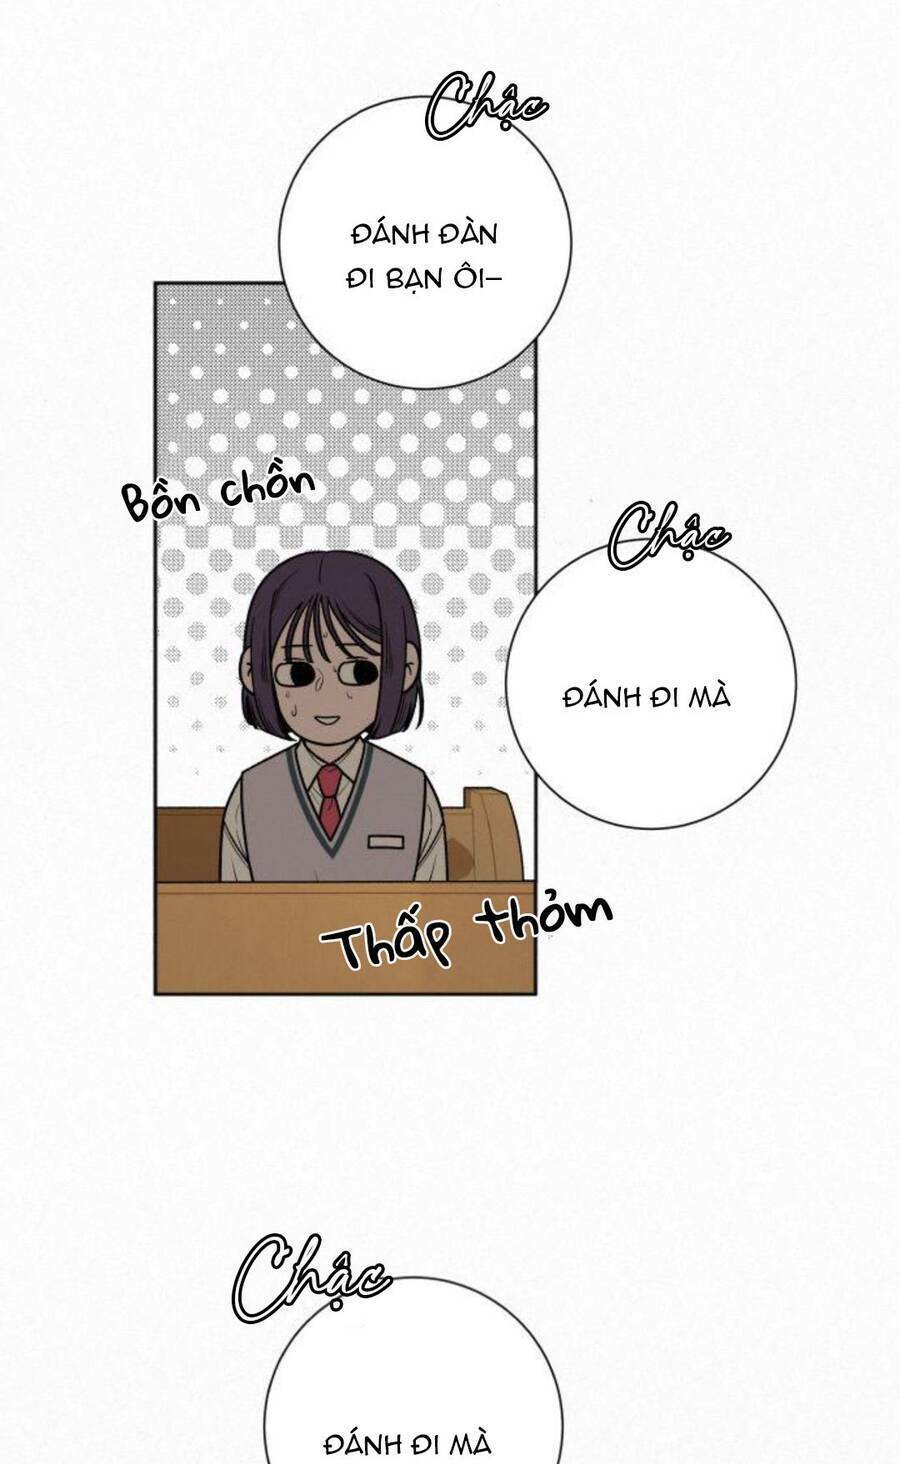 Chậc
ĐÁNH ĐÀN
ĐI BẠN ÔI–
Bồn chồn
Chậc
ĐÁNH ĐI MÀ
Thấp thỏm
Chậc
ĐÁNH ĐI MÀ